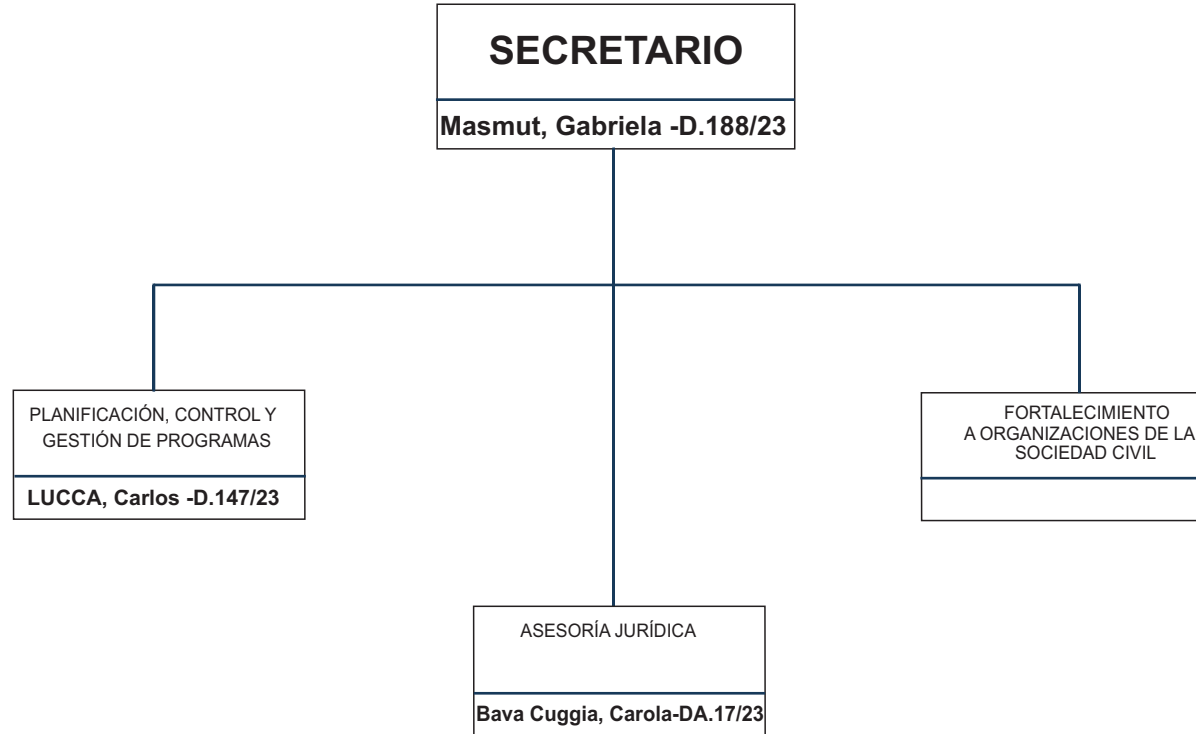 SECRETARIO
Masmut, Gabriela -D.188/23
PLANIFICACIÓN, CONTROL Y
GESTIÓN DE PROGRAMAS
LUCCA, Carlos -D.147/23
FORTALECIMIENTO
A ORGANIZACIONES DE LA
SOCIEDAD CIVIL
ASESORÍA JURÍDICA
Bava Cuggia, Carola-DA.17/23